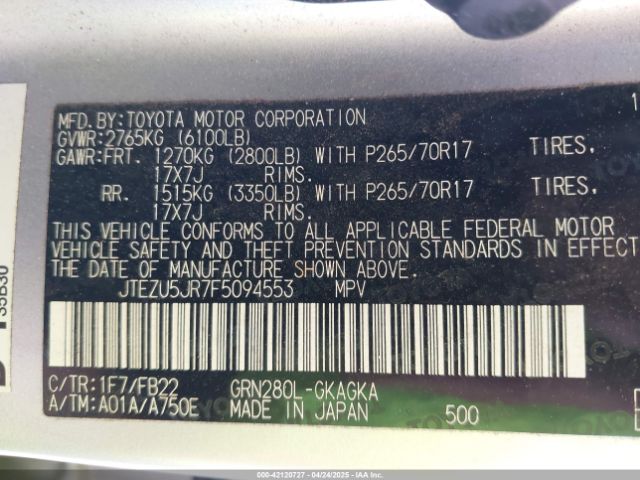 MFD. BY:TOYOTA MOTOR CORPORATION
GVWR:2765KG (6100LB)
GAWR:FRT. 1270KG (2800LB) WITH P265/70R17 TIRES,
17X7J RIMS.
RR. 1515KG (3350LB) WITH P265/70R17 TIRES,
17X7J RIMS.
THIS VEHICLE CONFORMS TO ALL APPLICABLE FEDERAL MOTOR
VEHICLE SAFETY AND THEFT PREVENTION STANDARDS IN EFFECT
THE DATE OF MANUFACTURE SHOWN ABOVE.
JTEZU5JR7F5094553 MPV
C/TR:1F7/FB22 GRN280L-GKAGKA
A/TM:A01A/A750E MADE IN JAPAN 500
35B30
000-42120727 - 04/24/2025 - Copyright © IAA